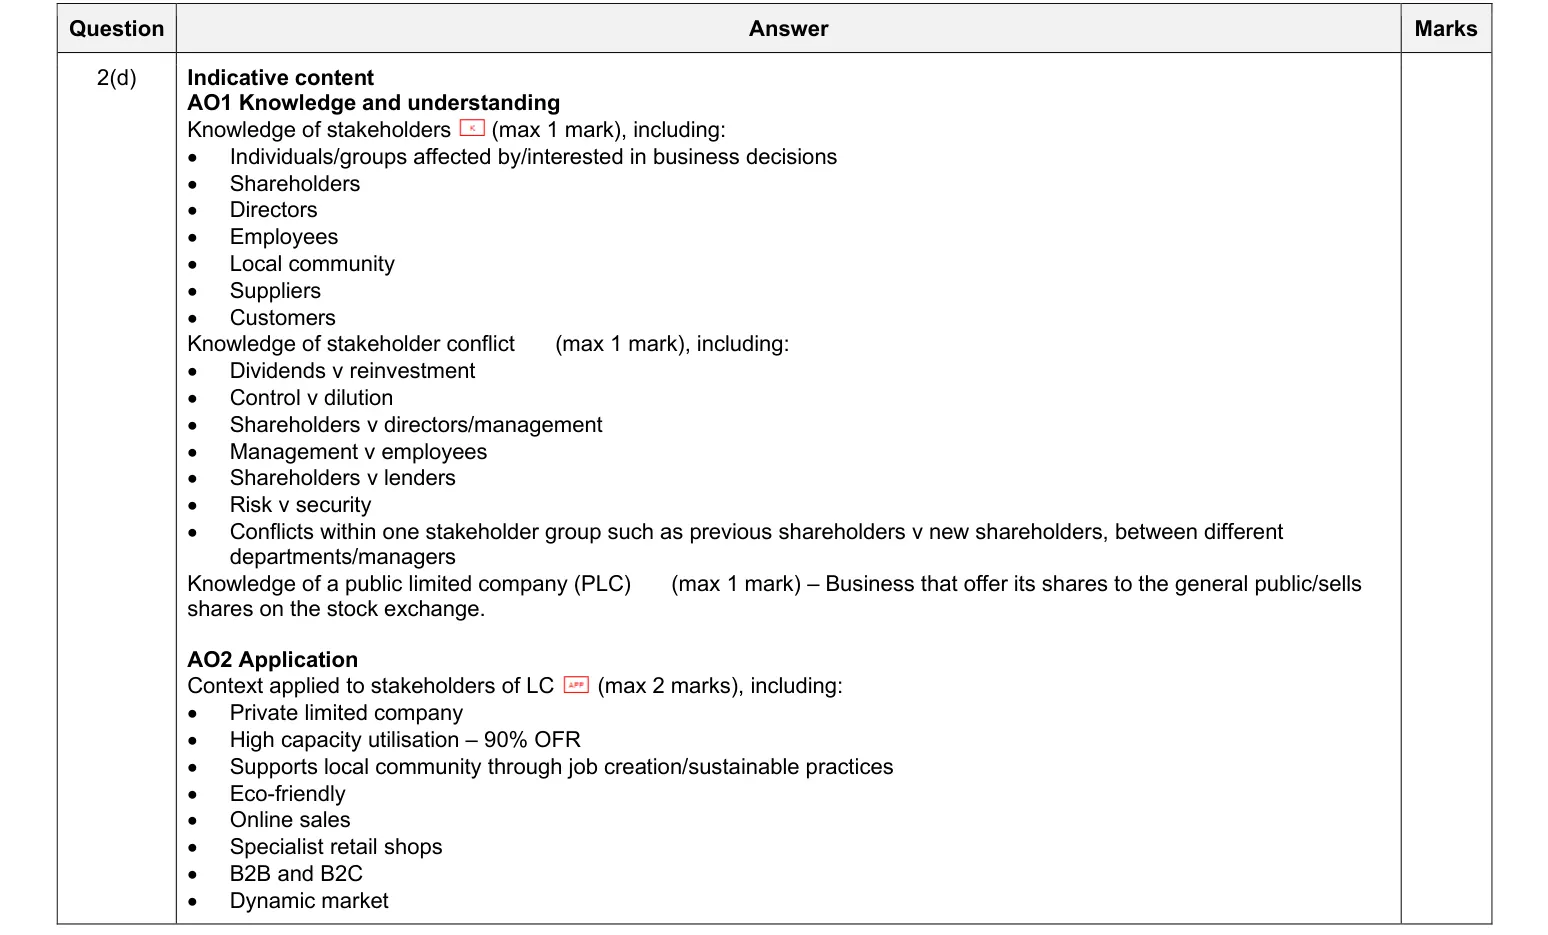 Question Answer Marks
2(d) Indicative content
AO1 Knowledge and understanding
Knowledge of stakeholders K (max 1 mark), including:
• Individuals/groups affected by/interested in business decisions
• Shareholders
• Directors
• Employees
• Local community
• Suppliers
• Customers
Knowledge of stakeholder conflict (max 1 mark), including:
• Dividends v reinvestment
• Control v dilution
• Shareholders v directors/management
• Management v employees
• Shareholders v lenders
• Risk v security
• Conflicts within one stakeholder group such as previous shareholders v new shareholders, between different
departments/managers
Knowledge of a public limited company (PLC) (max 1 mark) – Business that offer its shares to the general public/sells
shares on the stock exchange.
AO2 Application
Context applied to stakeholders of LC APP (max 2 marks), including:
• Private limited company
• High capacity utilisation – 90% OFR
• Supports local community through job creation/sustainable practices
• Eco-friendly
• Online sales
• Specialist retail shops
• B2B and B2C
• Dynamic market